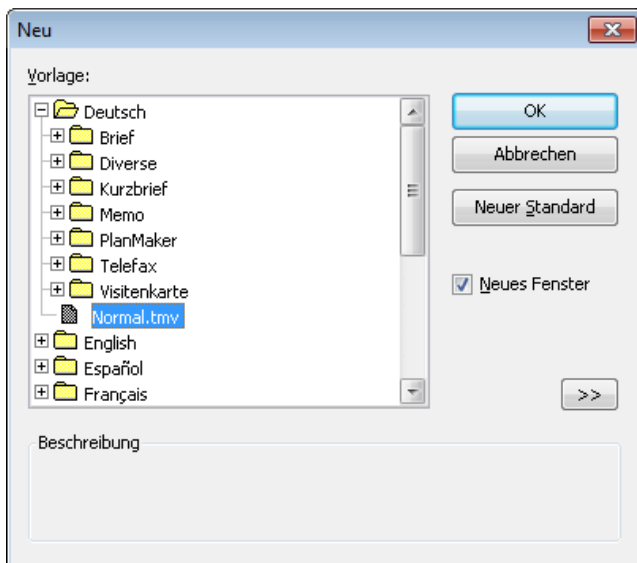 Neu
Vorlage:
Deutsch
Brief
Diverse
Kurzbrief
Memo
PlanMaker
Telefax
Visitenkarte
Normal.tmv
English
Español
Français
OK
Abbrechen
Neuer Standard
Neues Fenster
>>
Beschreibung